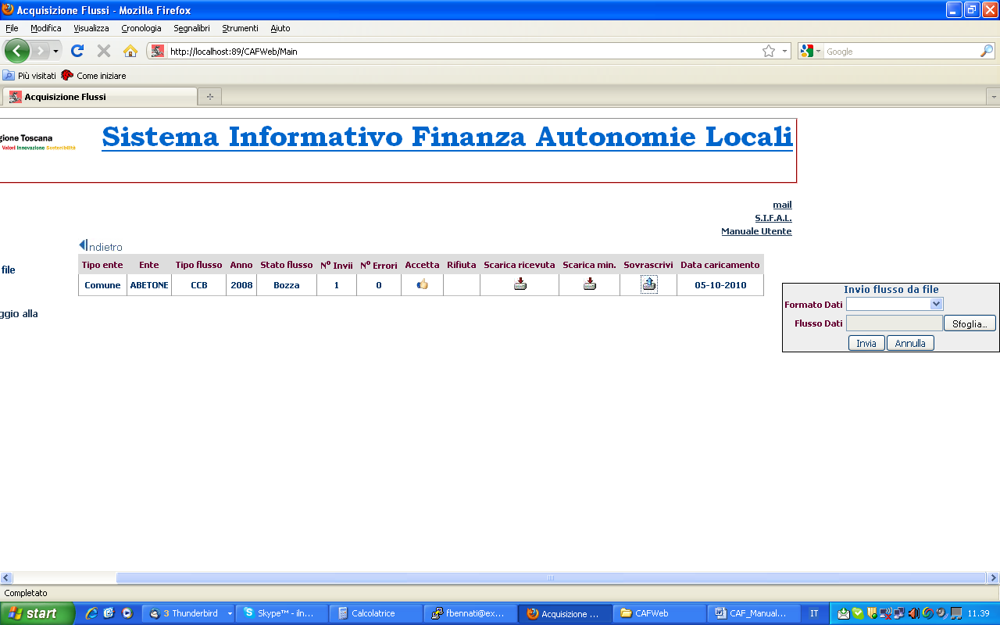 Acquisizione Flussi - Mozilla Firefox
File Modifica Visualizza Cronologia Segnalibri Strumenti Aiuto
http://localhost:89/CAFWeb/Main
Google
Più visitati Come iniziare
Acquisizione Flussi
gione Toscana
Valori Innovazione Sostenibilità
Sistema Informativo Finanza Autonomie Locali
mail
S.I.F.A.L.
Manuale Utente
Indietro
Tipo ente Ente Tipo flusso Anno Stato flusso N° Invii N° Errori Accetta Rifiuta Scarica ricevuta Scarica min. Sovrascrivi Data caricamento
Comune ABETONE CCB 2008 Bozza 1 0 05-10-2010
file
ggio alla
Invio flusso da file
Formato Dati
Flusso Dati Sfoglia...
Invia Annulla
Completato
start 3 Thunderbird Skype™ - iln... Calcolatrice fbennati@ex... Acquisizione ... CAFWeb CAF_Manual... IT 11.39